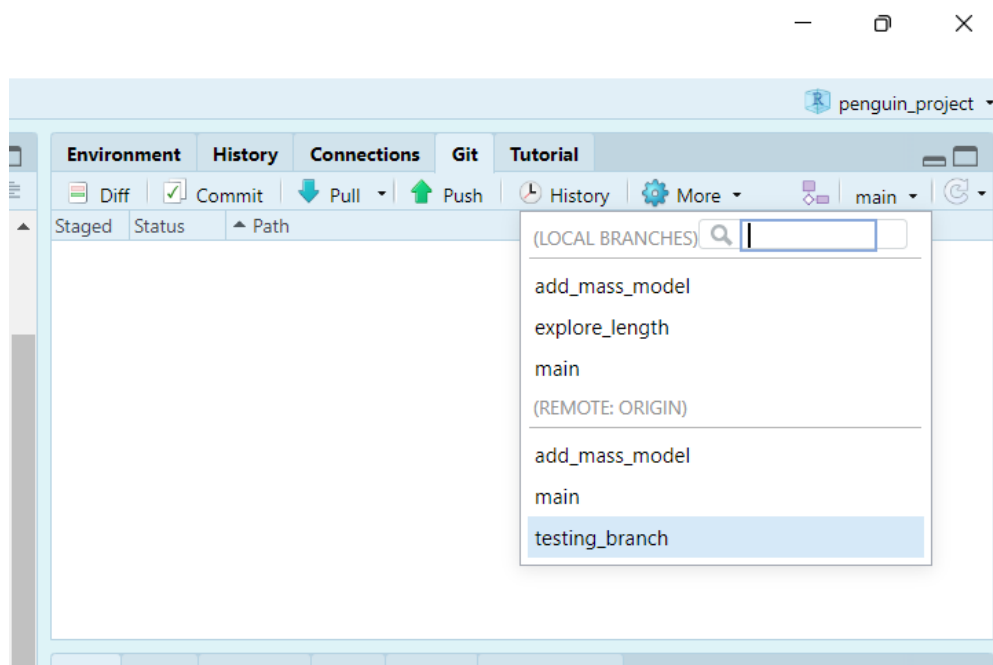 penguin_project
Environment History Connections Git Tutorial
Diff Commit Pull Push History More main
Staged Status Path
(LOCAL BRANCHES)
add_mass_model
explore_length
main
(REMOTE: ORIGIN)
add_mass_model
main
testing_branch